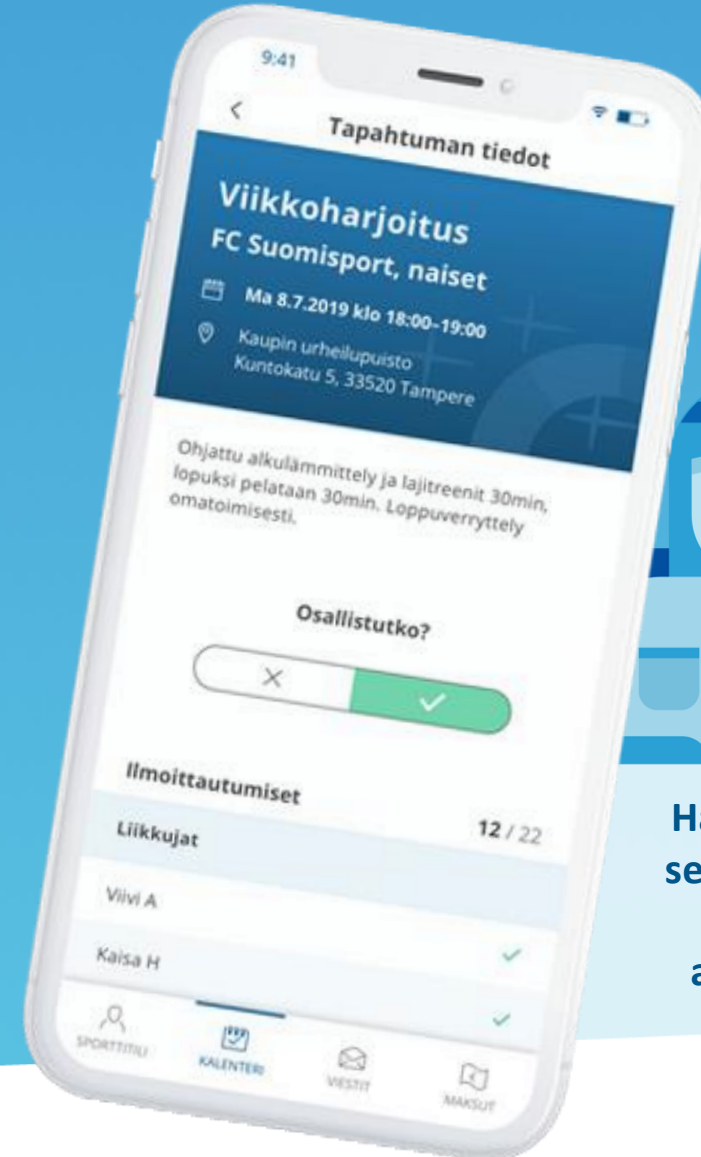 9:41
Tapahtuman tiedot
Viikkoharjoitus
FC Suomisport, naiset
Ma 8.7.2019 klo 18:00–19:00
Kaupin urheilupuisto
Kuntokatu 5, 33520 Tampere
Ohjattu alkulämmittely ja lajitreenit 30min,
lopuksi pelataan 30min. Loppuverryttely
omatoimisesti.
Osallistutko?
Ilmoittautumiset
12 / 22
Liikkujat
Viivi A
Kaisa H
SPORTTITILI
KALENTERI
VIESTIT
MAKSUT